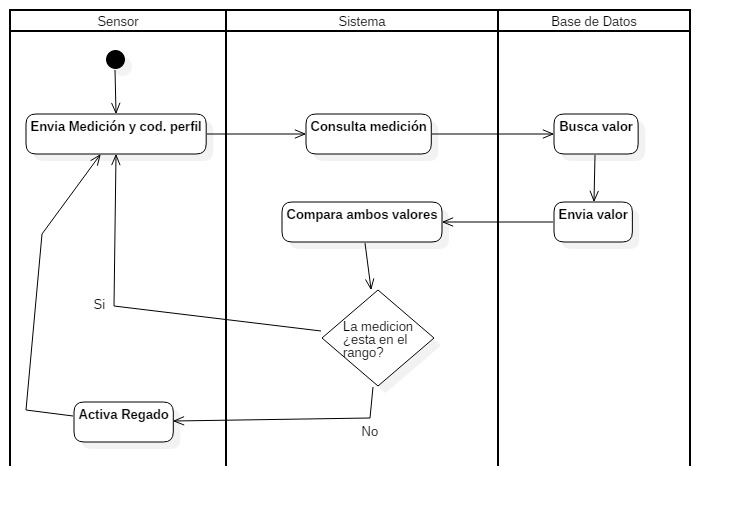 Sensor
Sistema
Base de Datos
Envia Medición y cod. perfil
Consulta medición
Busca valor
Compara ambos valores
Envia valor
Si
La medicion
¿esta en el
rango?
Activa Regado
No